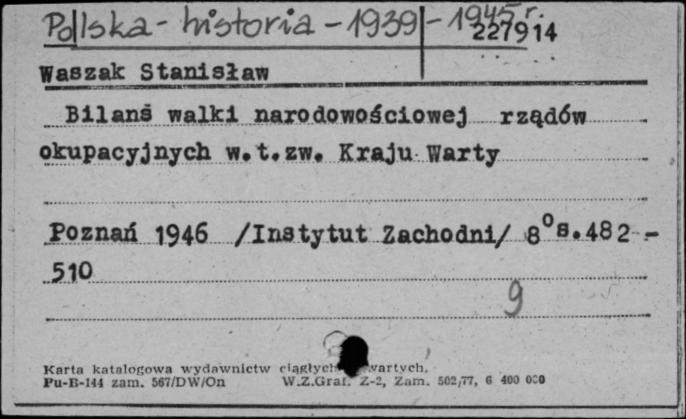 Polska - historia - 1939 - 1945 r.
227914
Waszak Stanisław
Bilans walki narodowościowej rządów
okupacyjnych w.t.zw. Kraju Warty
Poznań 1946 /Instytut Zachodni/ 8° s.482 -
510
9
Karta katalogowa wydawnictw ciągłych wartych.
Pu-B-144 zam. 567/DW/On W.Z.Graf. Z-2, Zam. 502/77, 6 400 000